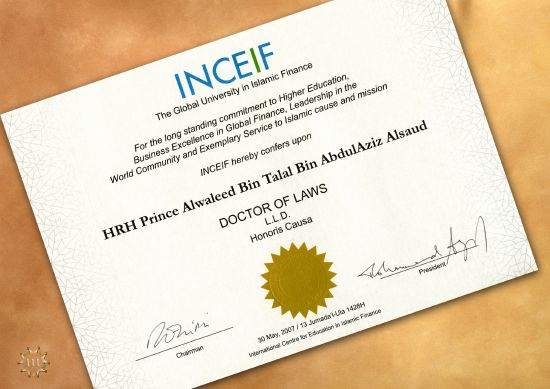 INCEIF
The Global University in Islamic Finance
For the long standing commitment to Higher Education,
Business Excellence in Global Finance, Leadership in the
World Community and Exemplary Service to Islamic cause and mission
INCEIF hereby confers upon
HRH Prince Alwaleed Bin Talal Bin AbdulAziz Alsaud
DOCTOR OF LAWS
L.L.D.
Honoris Causa
President
Chairman
30 May, 2007 / 13 Jumada'l-Ula 1428H
International Centre for Education in Islamic Finance